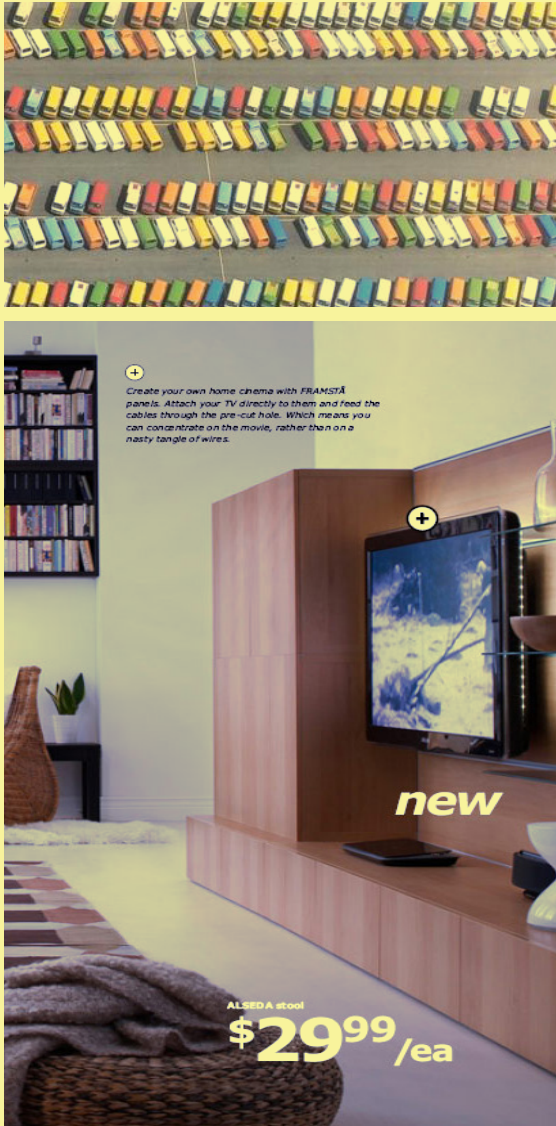 +
Create your own home cinema with FRAMSTÅ
panels. Attach your TV directly to them and feed the
cables through the pre-cut hole. Which means you
can concentrate on the movie, rather than on a
nasty tangle of wires.
+
new
ALSEDA stool
$29.99/ea